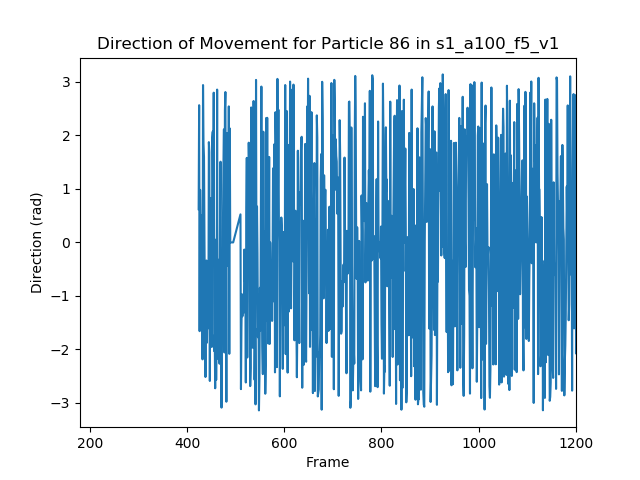 Direction of Movement for Particle 86 in s1_a100_f5_v1
3
2
1
0
−1
−2
−3
Direction (rad)
200 400 600 800 1000 1200
Frame